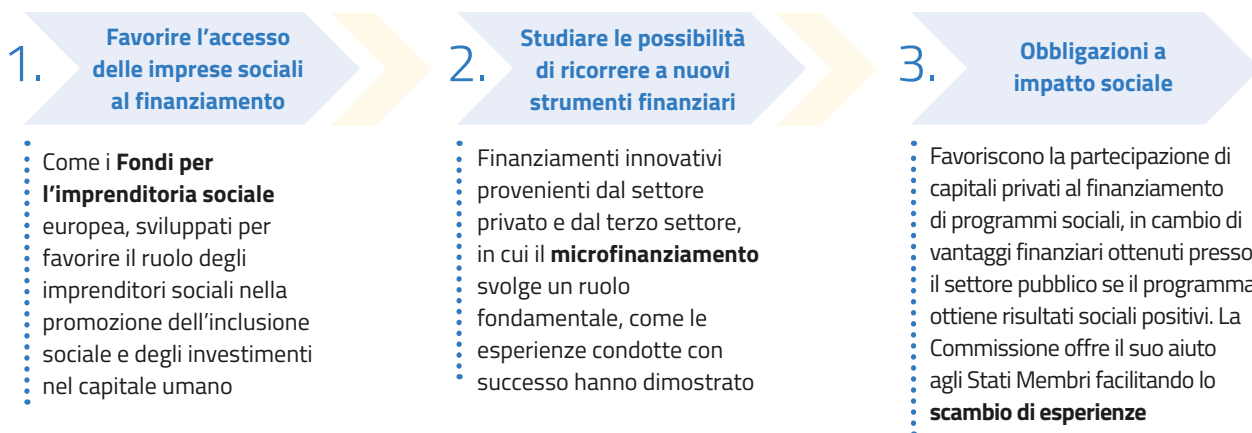 1.
Favorire l’accesso
delle imprese sociali
al finanziamento
Come i Fondi per
l’imprenditoria sociale
europea, sviluppati per
favorire il ruolo degli
imprenditori sociali nella
promozione dell’inclusione
sociale e degli investimenti
nel capitale umano
2.
Studiare le possibilità
di ricorrere a nuovi
strumenti finanziari
Finanziamenti innovativi
provenienti dal settore
privato e dal terzo settore,
in cui il microfinanziamento
svolge un ruolo
fondamentale, come le
esperienze condotte con
successo hanno dimostrato
3.
Obbligazioni a
impatto sociale
Favoriscono la partecipazione di
capitali privati al finanziamento
di programmi sociali, in cambio di
vantaggi finanziari ottenuti presso
il settore pubblico se il programma
ottiene risultati sociali positivi. La
Commissione offre il suo aiuto
agli Stati Membri facilitando lo
scambio di esperienze